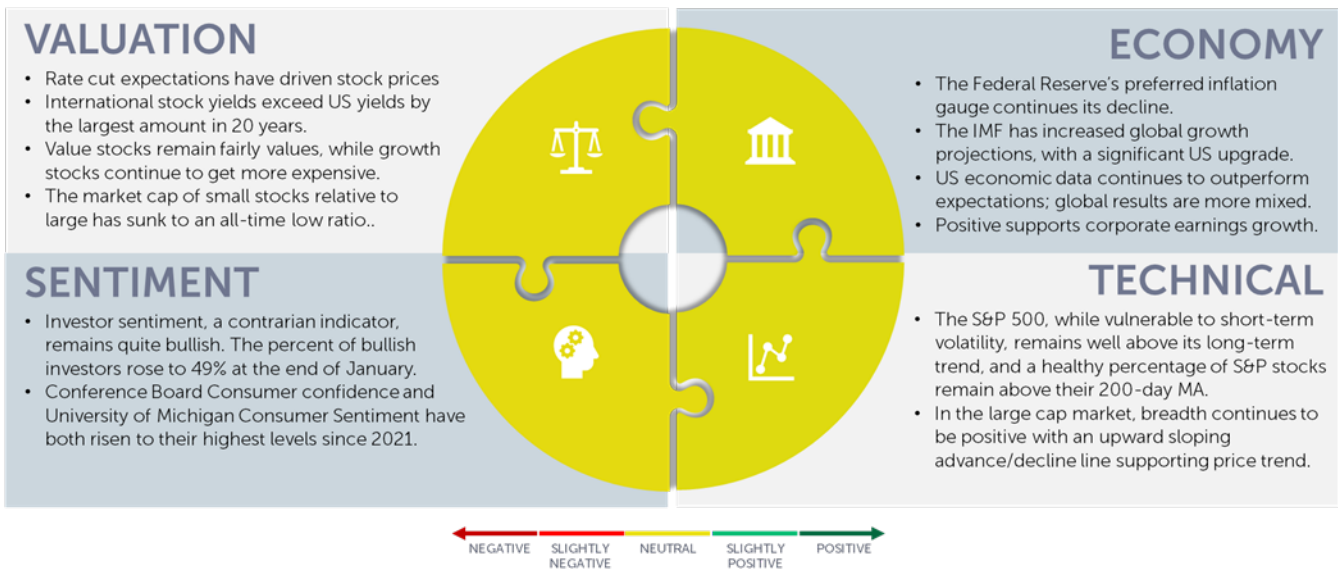 VALUATION
• Rate cut expectations have driven stock prices
• International stock yields exceed US yields by
the largest amount in 20 years.
• Value stocks remain fairly values, while growth
stocks continue to get more expensive.
• The market cap of small stocks relative to
large has sunk to an all-time low ratio..
ECONOMY
• The Federal Reserve's preferred inflation
gauge continues its decline.
• The IMF has increased global growth
projections, with a significant US upgrade.
• US economic data continues to outperform
expectations; global results are more mixed.
• Positive supports corporate earnings growth.
SENTIMENT
• Investor sentiment, a contrarian indicator,
remains quite bullish. The percent of bullish
investors rose to 49% at the end of January.
• Conference Board Consumer confidence and
University of Michigan Consumer Sentiment have
both risen to their highest levels since 2021.
TECHNICAL
• The S&P 500, while vulnerable to short-term
volatility, remains well above its long-term
trend, and a healthy percentage of S&P stocks
remain above their 200-day MA.
• In the large cap market, breadth continues to
be positive with an upward sloping
advance/decline line supporting price trend.
NEGATIVE
SLIGHTLY
NEGATIVE
NEUTRAL
SLIGHTLY
POSITIVE
POSITIVE